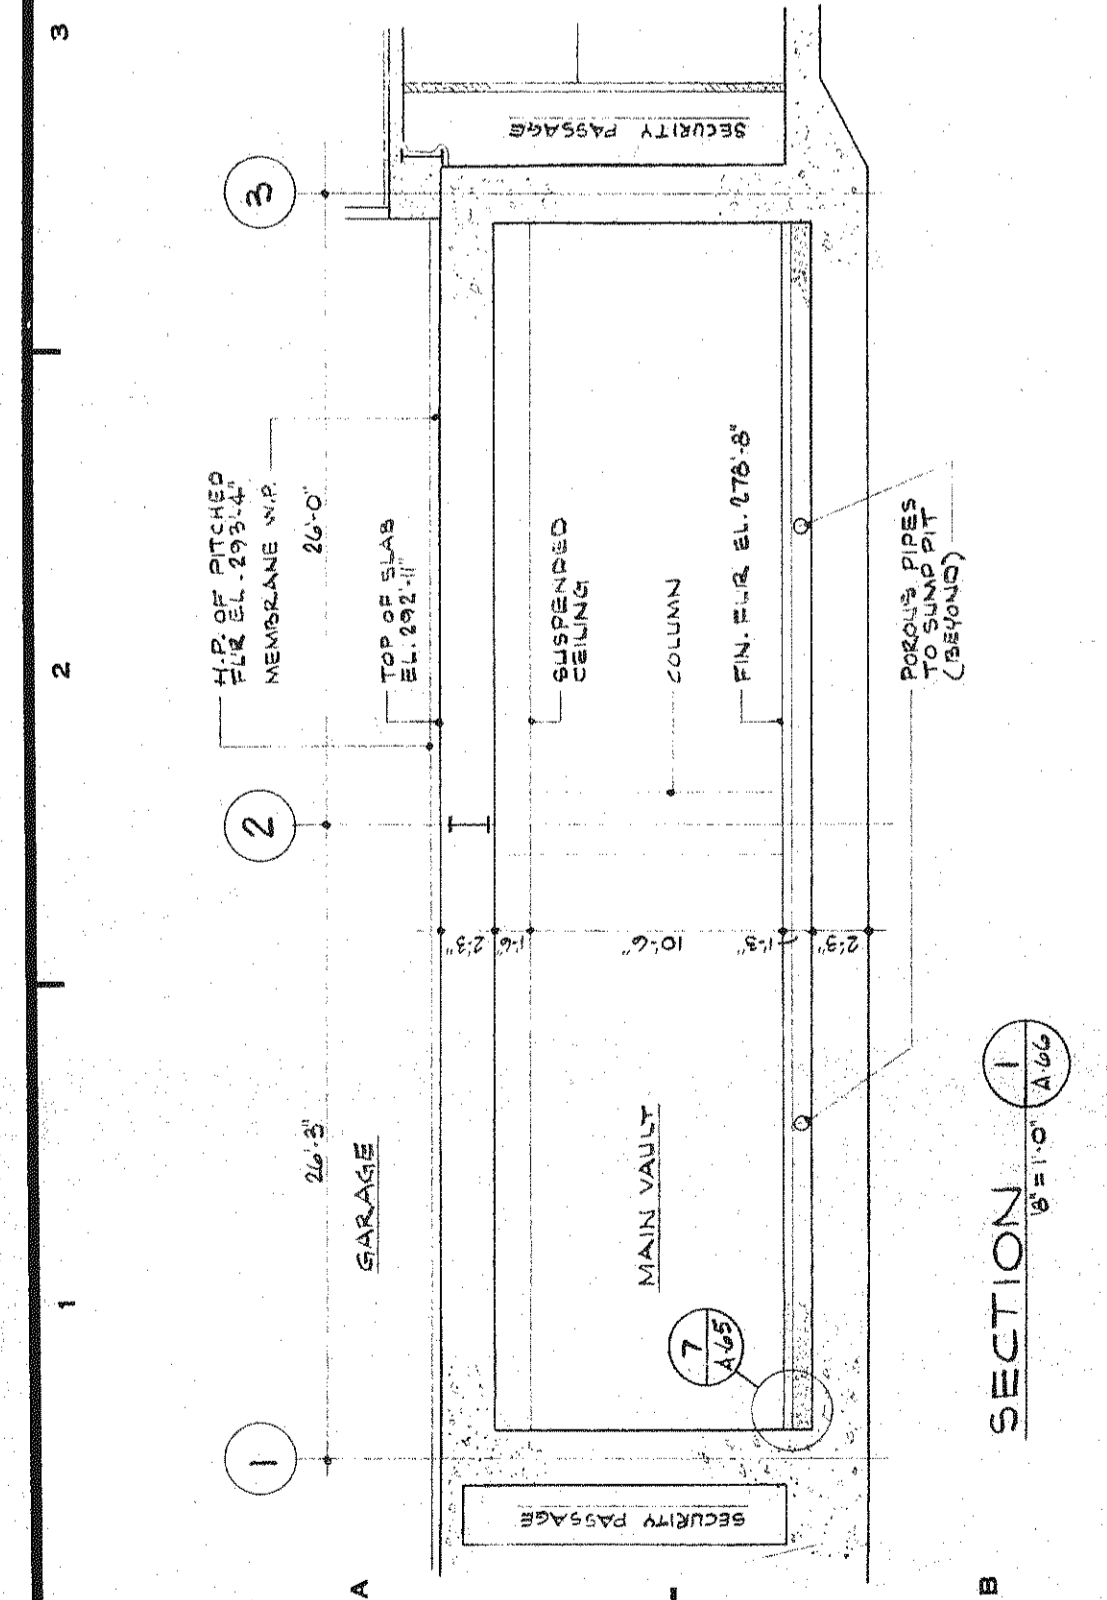 1
2
3
A
B
1
2
3
26'-3"
26'-0"
H.P. OF PITCHED
FLR EL. 293'-4"
MEMBRANE W.P.
GARAGE
TOP OF SLAB
EL. 292'-11"
SUSPENDED
CEILING
COLUMN
FIN. FLR EL. 278'-8"
MAIN VAULT
7
A-65
2'-3"
1'-6"
10'-6"
1'-3"
2'-3"
SECURITY PASSAGE
SECURITY PASSAGE
POROUS PIPES
TO SUMP PIT
(BEYOND)
SECTION
1
A-66